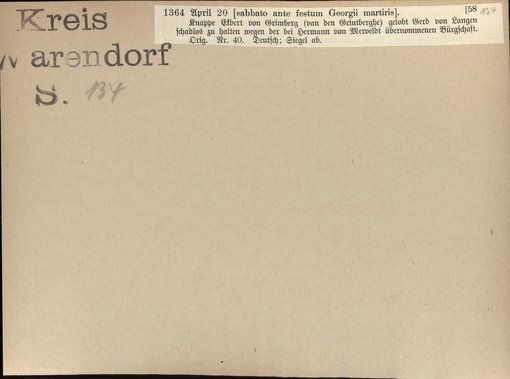 Kreis
Warendorf
S. 134
1364 April 20 [sabbato ante festum Georgii martiris]. [58 134
Knappe Elbert von Grimberg (van den Grimberghe) gelobt Gerd von Langen
schadlos zu halten wegen der bei Hermann von Merveldt übernommenen Bürgschaft.
Orig. Nr. 40. Deutsch; Siegel ab.